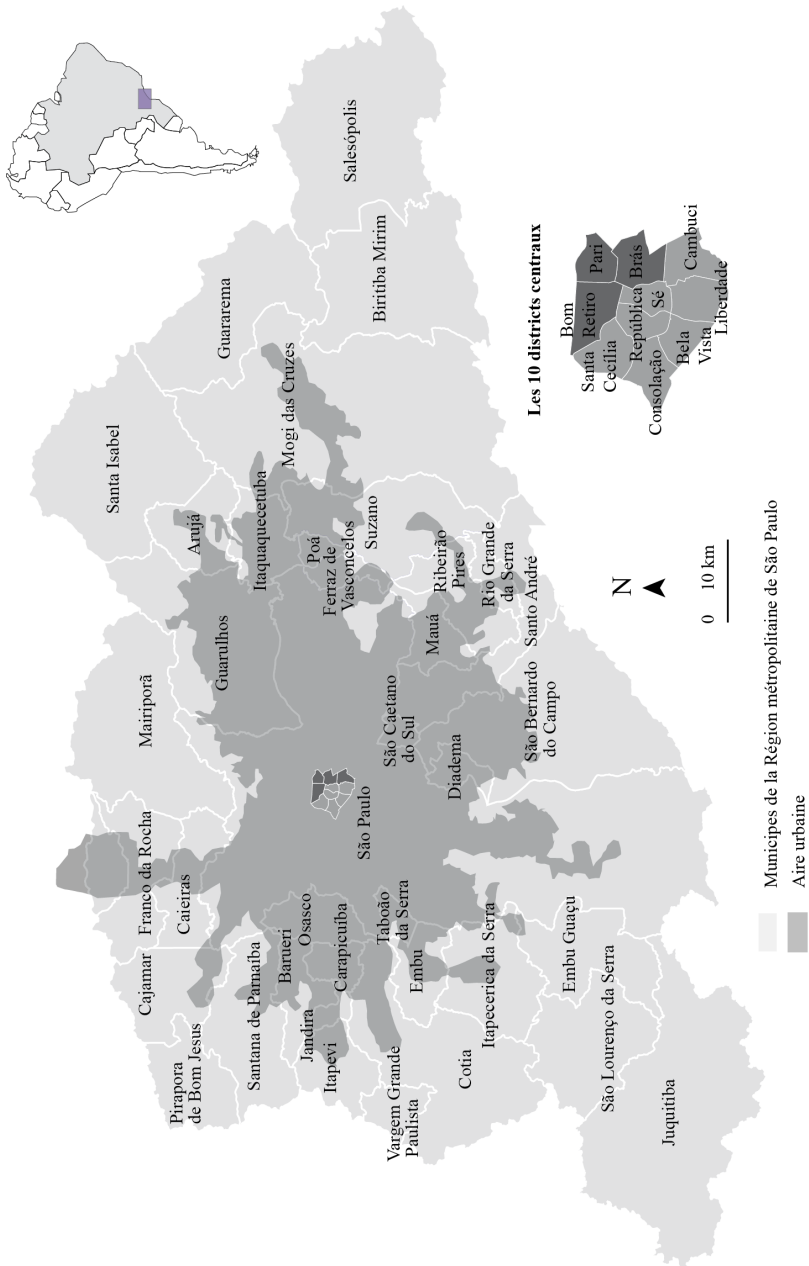 Salesópolis
Santa Isabel
Guararema
Biritiba Mirim
Mogi das Cruzes
Arujá
Itaquaquecetuba
Suzano
Poá
Ferraz de
Vasconcelos
Guarulhos
Mairiporã
Ribeirão
Pires
Rio Grande
da Serra
Mauá
Santo André
São Caetano
do Sul
São Bernardo
do Campo
Diadema
São Paulo
Franco da Rocha
Caieiras
Cajamar
Pirapora
de Bom Jesus
Santana de Parnaíba
Barueri
Osasco
Carapicuíba
Jandira
Itapevi
Taboão
da Serra
Embu
Vargem Grande
Paulista
Cotia
Itapecerica da Serra
Embu Guaçu
São Lourenço da Serra
Juquitiba
Les 10 districts centraux
Bom
Retiro
Pari
Brás
Santa
Cecília
República
Sé
Consolação
Bela
Vista
Liberdade
Cambuci
N
0 10 km
Municipes de la Région métropolitaine de São Paulo
Aire urbaine